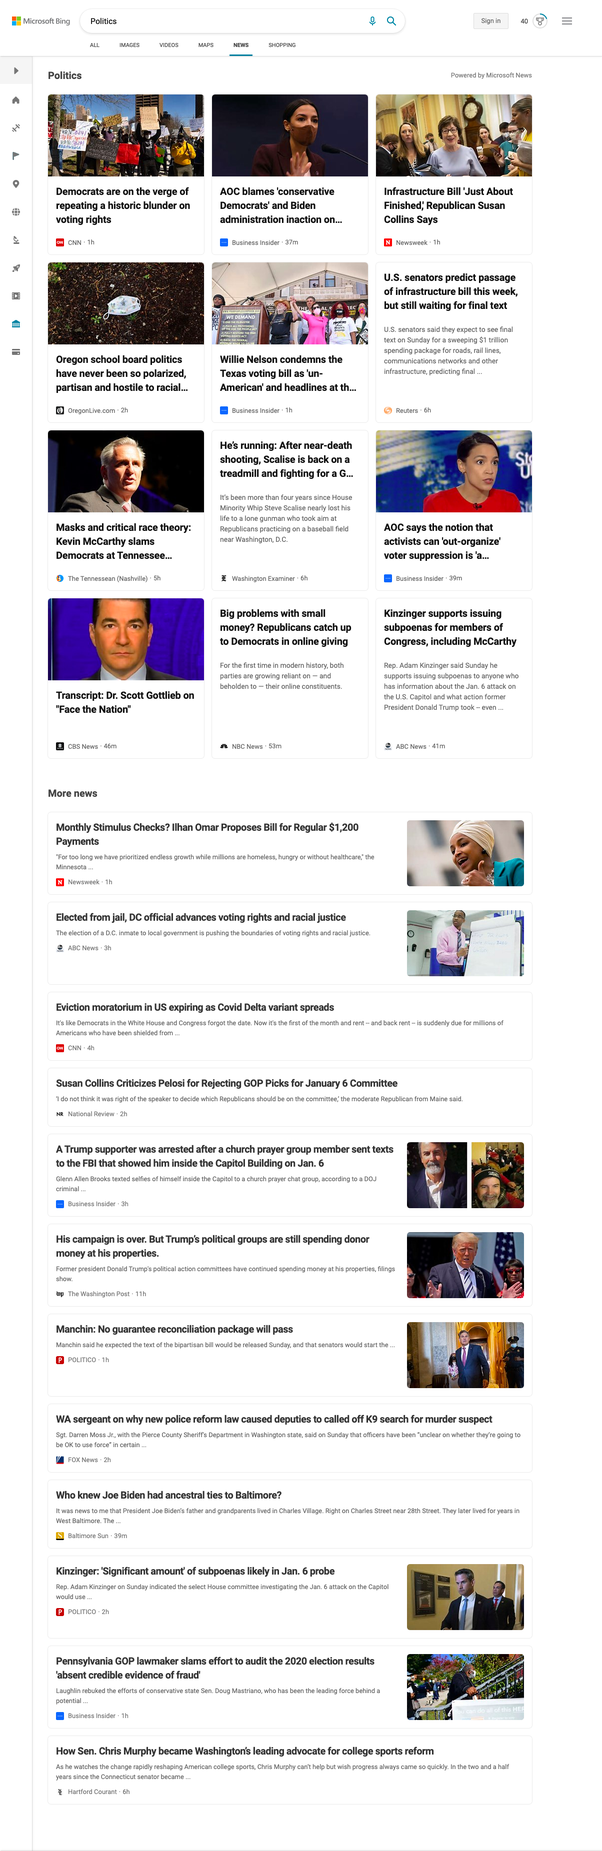 Microsoft Bing
Politics
Sign in
40
ALL
IMAGES
VIDEOS
MAPS
NEWS
SHOPPING
Politics
Powered by Microsoft News
Democrats are on the verge of
repeating a historic blunder on
voting rights
CNN · 1h
AOC blames 'conservative
Democrats' and Biden
administration inaction on...
Business Insider · 37m
Infrastructure Bill 'Just About
Finished,' Republican Susan
Collins Says
Newsweek · 1h
Oregon school board politics
have never been so polarized,
partisan and hostile to racial...
OregonLive.com · 2h
WE DEMAND
Willie Nelson condemns the
Texas voting bill as 'un-
American' and headlines at th...
Business Insider · 1h
U.S. senators predict passage
of infrastructure bill this week,
but still waiting for final text
U.S. senators said they expect to see final
text on Sunday for a sweeping $1 trillion
spending package for roads, rail lines,
communications networks and other
infrastructure, predicting final ...
Reuters · 6h
Masks and critical race theory:
Kevin McCarthy slams
Democrats at Tennessee...
The Tennessean (Nashville) · 5h
He's running: After near-death
shooting, Scalise is back on a
treadmill and fighting for a G...
It's been more than four years since House
Minority Whip Steve Scalise nearly lost his
life to a lone gunman who took aim at
Republicans practicing on a baseball field
near Washington, D.C.
Washington Examiner · 6h
AOC says the notion that
activists can 'out-organize'
voter suppression is 'a...
Business Insider · 39m
Transcript: Dr. Scott Gottlieb on
"Face the Nation"
CBS News · 46m
Big problems with small
money? Republicans catch up
to Democrats in online giving
For the first time in modern history, both
parties are growing reliant on — and
beholden to — their online constituents.
NBC News · 53m
Kinzinger supports issuing
subpoenas for members of
Congress, including McCarthy
Rep. Adam Kinzinger said Sunday he
supports issuing subpoenas to anyone who
has information about the Jan. 6 attack on
the U.S. Capitol and what action former
President Donald Trump took -- even ...
ABC News · 41m
More news
Monthly Stimulus Checks? Ilhan Omar Proposes Bill for Regular $1,200
Payments
"For too long we have prioritized endless growth while millions are homeless, hungry or without healthcare," the
Minnesota ...
Newsweek · 1h
Elected from jail, DC official advances voting rights and racial justice
The election of a D.C. inmate to local government is pushing the boundaries of voting rights and racial justice.
ABC News · 3h
Eviction moratorium in US expiring as Covid Delta variant spreads
It's like Democrats in the White House and Congress forgot the date. Now it's the first of the month and rent -- and back rent -- is suddenly due for millions of
Americans who have been shielded from ...
CNN · 4h
Susan Collins Criticizes Pelosi for Rejecting GOP Picks for January 6 Committee
'I do not think it was right of the speaker to decide which Republicans should be on the committee,' the moderate Republican from Maine said.
NR National Review · 2h
A Trump supporter was arrested after a church prayer group member sent texts
to the FBI that showed him inside the Capitol Building on Jan. 6
Glenn Allen Brooks texted selfies of himself inside the Capitol to a church prayer chat group, according to a DOJ
criminal ...
Business Insider · 3h
His campaign is over. But Trump's political groups are still spending donor
money at his properties.
Former president Donald Trump's political action committees have continued spending money at his properties, filings
show.
wp The Washington Post · 11h
Manchin: No guarantee reconciliation package will pass
Manchin said he expected the text of the bipartisan bill would be released Sunday, and that senators would start the ...
POLITICO · 1h
WA sergeant on why new police reform law caused deputies to called off K9 search for murder suspect
Sgt. Darren Moss Jr., with the Pierce County Sheriff's Department in Washington state, said on Sunday that officers have been "unclear on whether they're going to
be OK to use force" in certain ...
FOX News · 2h
Who knew Joe Biden had ancestral ties to Baltimore?
It was news to me that President Joe Biden's father and grandparents lived in Charles Village. Right on Charles Street near 28th Street. They later lived for years in
West Baltimore. The ...
Baltimore Sun · 39m
Kinzinger: 'Significant amount' of subpoenas likely in Jan. 6 probe
Rep. Adam Kinzinger on Sunday indicated the select House committee investigating the Jan. 6 attack on the Capitol
would use ...
POLITICO · 2h
Pennsylvania GOP lawmaker slams effort to audit the 2020 election results
'absent credible evidence of fraud'
Laughlin rebuked the efforts of conservative state Sen. Doug Mastriano, who has been the leading force behind a
potential ...
Business Insider · 1h
How Sen. Chris Murphy became Washington's leading advocate for college sports reform
As he watches the change rapidly reshaping American college sports, Chris Murphy can't help but wish progress always came so quickly. In the two and a half
years since the Connecticut senator became ...
Hartford Courant · 6h